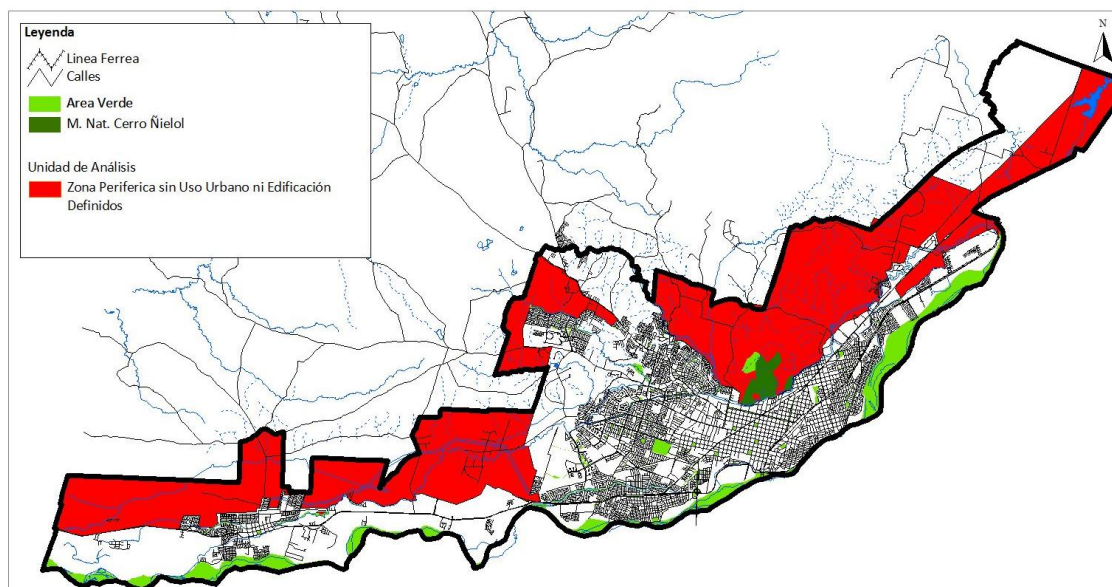 Leyenda
Linea Ferrea
Calles
Area Verde
M. Nat. Cerro Ñielol
Unidad de Análisis
Zona Periferica sin Uso Urbano ni Edificación
Definidos
N